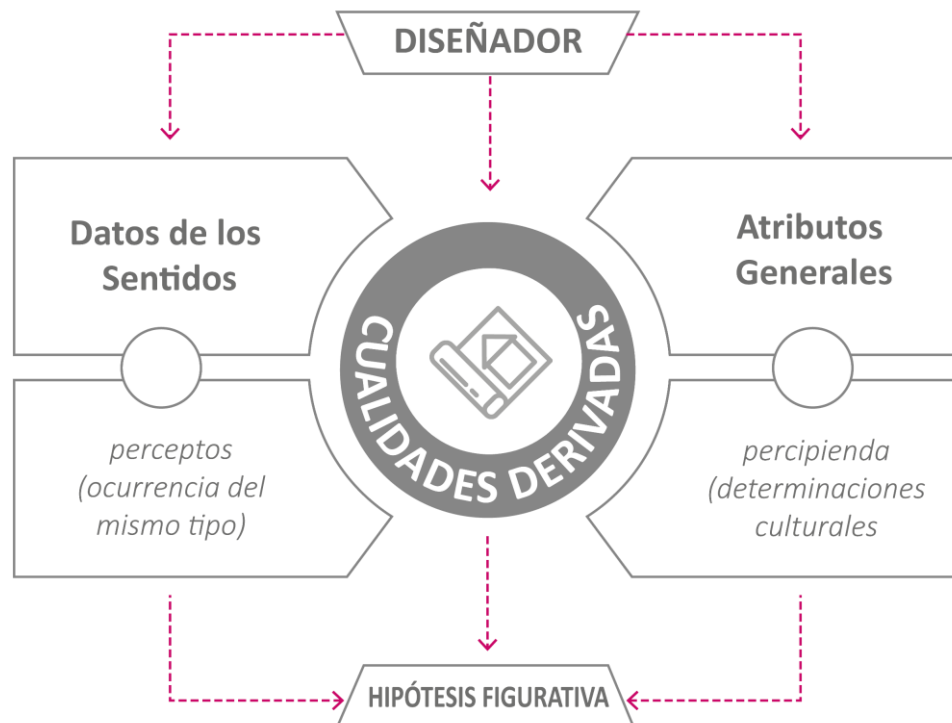 DISEÑADOR
Datos de los
Sentidos
perceptos
(ocurrencia del
mismo tipo)
CUALIDADES DERIVADAS
Atributos
Generales
percipienda
(determinaciones
culturales
HIPÓTESIS FIGURATIVA